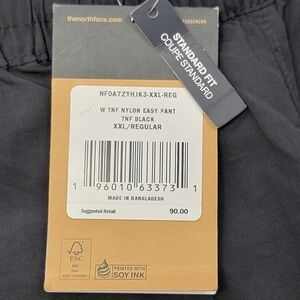 thenorthface.com
STANDARD FIT
COUPE STANDARD
NF0A7ZYHJK3-XXL-REG
W TNF NYLON EASY PANT
TNF BLACK
XXL/REGULAR
1 96010 63373 1
MADE IN BANGLADESH
Suggested Retail 90.00
FSC
PRINTED WITH
SOY INK